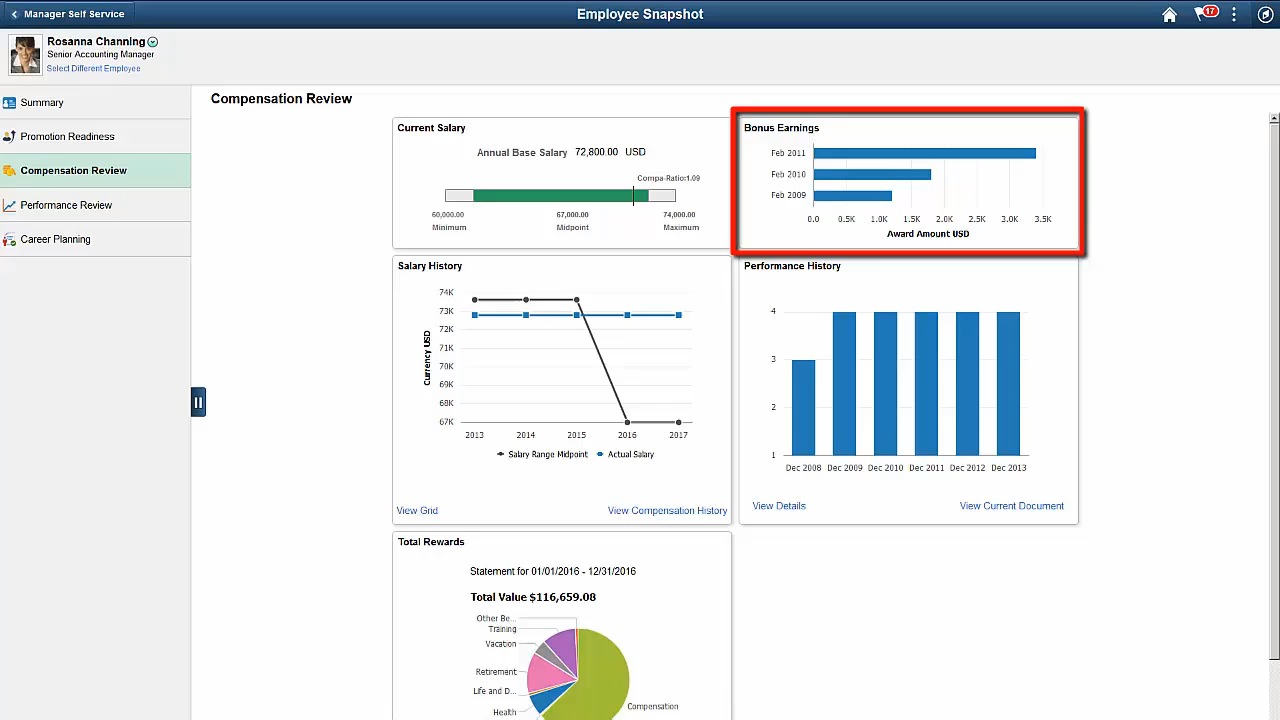 Manager Self Service
Employee Snapshot
17
Rosanna Channing
Senior Accounting Manager
Select Different Employee
Summary
Promotion Readiness
Compensation Review
Performance Review
Career Planning
Compensation Review
Current Salary
Annual Base Salary 72,800.00 USD
Compa-Ratio:1.09
60,000.00 67,000.00 74,000.00
Minimum Midpoint Maximum
Bonus Earnings
Feb 2011
Feb 2010
Feb 2009
0.0 0.5K 1.0K 1.5K 2.0K 2.5K 3.0K 3.5K
Award Amount USD
Salary History
Currency USD
74K
73K
72K
71K
70K
69K
68K
67K
2013 2014 2015 2016 2017
Salary Range Midpoint Actual Salary
View Grid View Compensation History
Performance History
4
3
2
1
Dec 2008 Dec 2009 Dec 2010 Dec 2011 Dec 2012 Dec 2013
View Details View Current Document
Total Rewards
Statement for 01/01/2016 - 12/31/2016
Total Value $116,659.08
Other Be...
Training
Vacation
Retirement
Life and D...
Health
Compensation